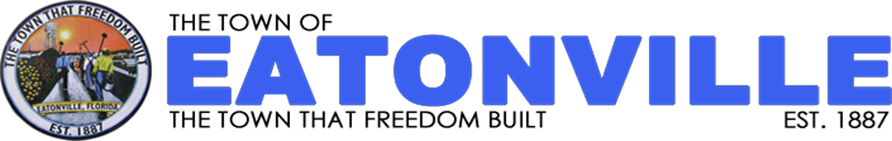 THE TOWN THAT FREEDOM BUILT
EATONVILLE, FLORIDA
EST. 1887
THE TOWN OF
EATONVILLE
THE TOWN THAT FREEDOM BUILT
EST. 1887